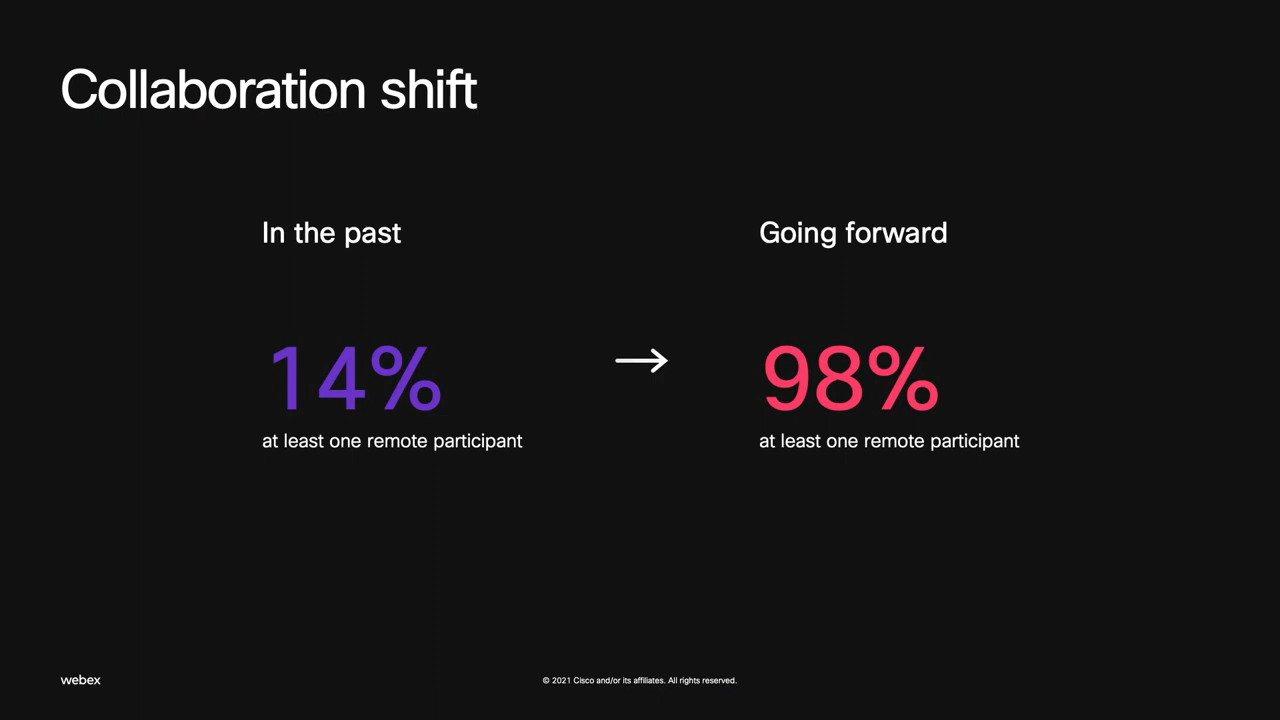 Collaboration shift
In the past
14%
at least one remote participant
Going forward
98%
at least one remote participant
webex
© 2021 Cisco and/or its affiliates. All rights reserved.